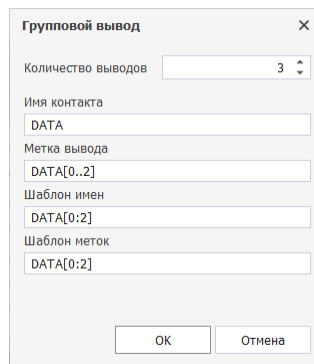 Групповой вывод
Количество выводов 3
Имя контакта
DATA
Метка вывода
DATA[0..2]
Шаблон имен
DATA[0:2]
Шаблон меток
DATA[0:2]
ОК Отмена